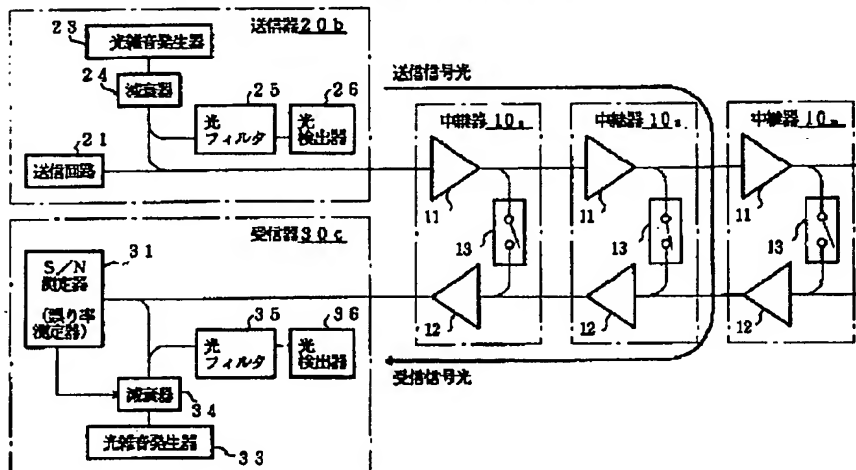 送信器20b
23
光雑音発生器
24
減衰器
25
光
フィルタ
26
光
検出器
21
送信回路
送信信号光
中継器10
中継器10
中継器10
11
11
11
13
13
13
12
12
12
受信器30c
31
S/N
測定器
(誤り率
測定器)
35
光
フィルタ
36
光
検出器
減衰器
34
光雑音発生器
33
受信信号光